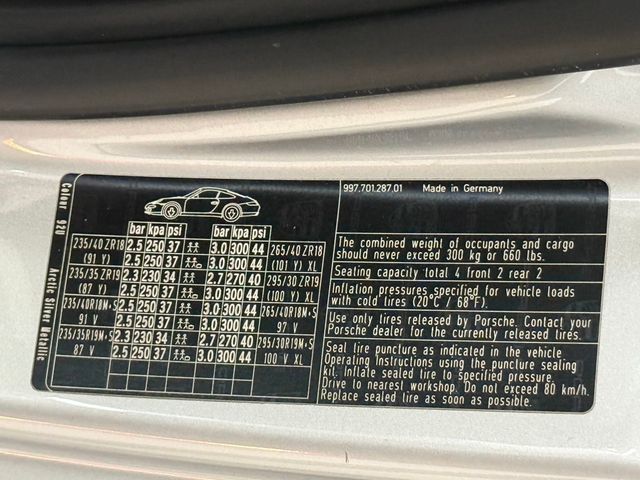 997.701.287.01 Made in Germany
Colour 92U Arctic Silver Metallic
bar kpa psi bar kpa psi
235/40 ZR18 2.5 250 37 3.0 300 44 265/40 ZR18
(91 Y) 2.5 250 37 3.0 300 44 (101 Y) XL
235/35 ZR19 2.3 230 34 2.7 270 40 295/30 ZR19
(87 Y) 2.5 250 37 3.0 300 44 (100 Y) XL
235/40R18M+S 2.5 250 37 3.0 300 44 265/40R18M+S
91 V 2.5 250 37 3.0 300 44 97 V
235/35R19M+S 2.3 230 34 2.7 270 40 295/30R19M+S
87 V 2.5 250 37 3.0 300 44 100 V XL
The combined weight of occupants and cargo
should never exceed 300 kg or 660 lbs.
Seating capacity total 4 front 2 rear 2
Inflation pressures specified for vehicle loads
with cold tires (20°C / 68°F).
Use only tires released by Porsche. Contact your
Porsche dealer for the currently released tires.
Seal tire puncture as indicated in the vehicle
Operating Instructions using the puncture sealing
kit. Inflate sealed tire to specified pressure.
Drive to nearest workshop. Do not exceed 80 km/h.
Replace sealed tire as soon as possible.